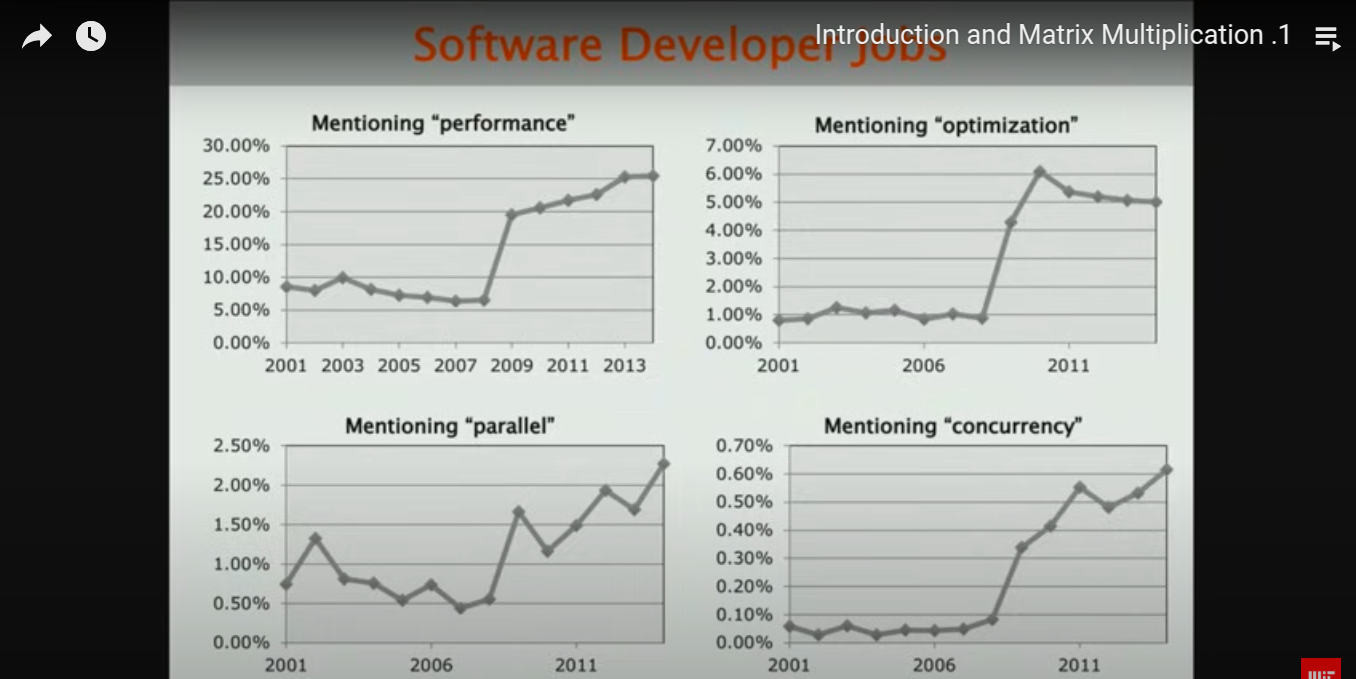 Introduction and Matrix Multiplication .1
Software Developer Jobs
Mentioning “performance”
30.00%
25.00%
20.00%
15.00%
10.00%
5.00%
0.00%
2001 2003 2005 2007 2009 2011 2013
Mentioning “optimization”
7.00%
6.00%
5.00%
4.00%
3.00%
2.00%
1.00%
0.00%
2001 2006 2011
Mentioning “parallel”
2.50%
2.00%
1.50%
1.00%
0.50%
0.00%
2001 2006 2011
Mentioning “concurrency”
0.70%
0.60%
0.50%
0.40%
0.30%
0.20%
0.10%
0.00%
2001 2006 2011